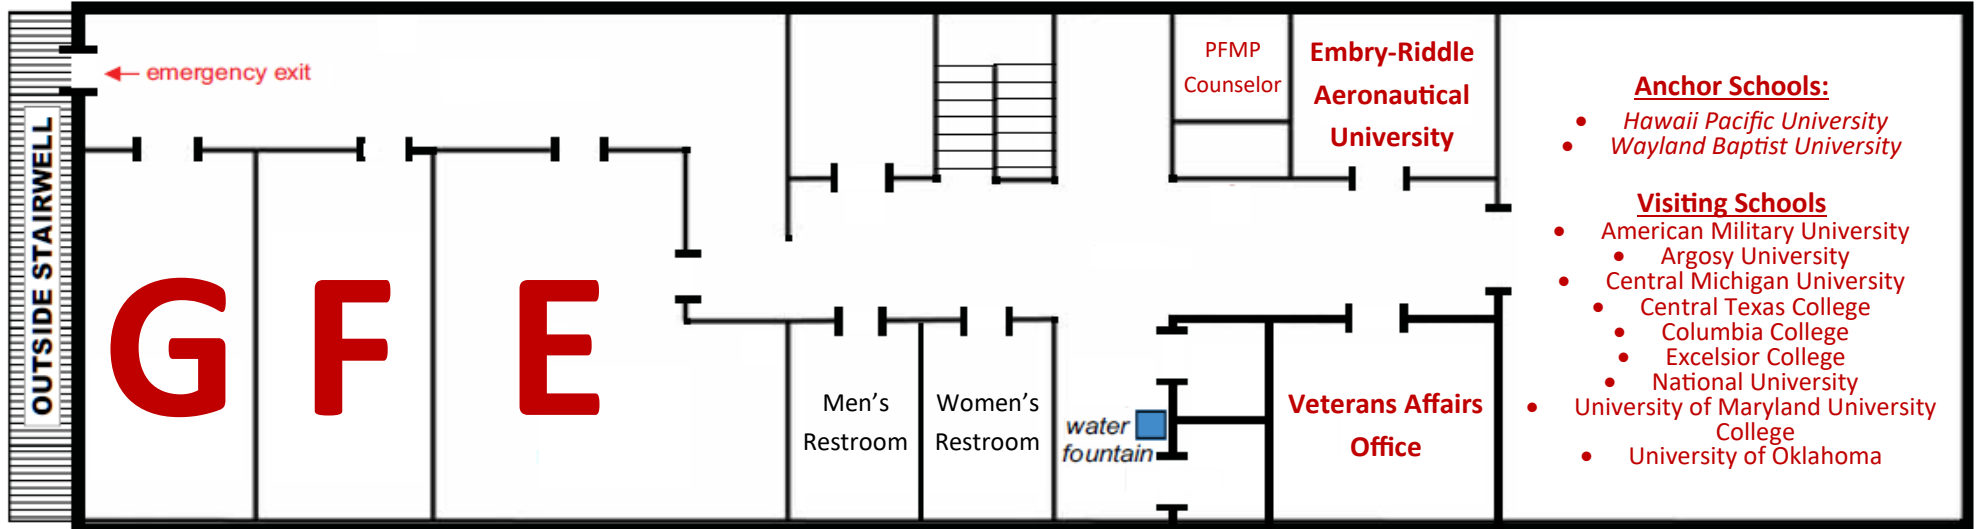 ← emergency exit
OUTSIDE STAIRWELL
G
F
E
Men’s
Restroom
Women’s
Restroom
water
fountain
PFMP
Counselor
Embry-Riddle
Aeronautical
University
Veterans Affairs
Office
Anchor Schools:
• Hawaii Pacific University
• Wayland Baptist University
Visiting Schools
• American Military University
• Argosy University
• Central Michigan University
• Central Texas College
• Columbia College
• Excelsior College
• National University
• University of Maryland University
College
• University of Oklahoma